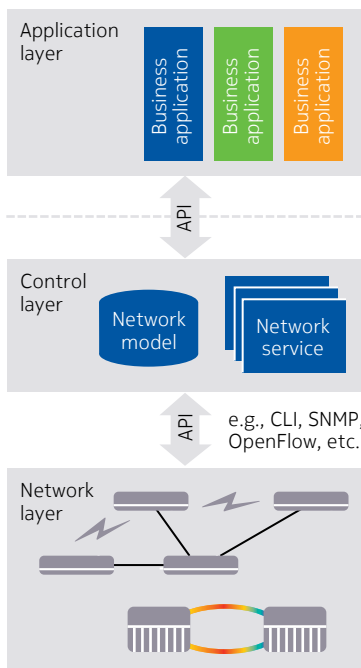 Application
layer
Business
application
Business
application
Business
application
API
Control
layer
Network
model
Network
service
API
e.g., CLI, SNMP,
OpenFlow, etc.
Network
layer